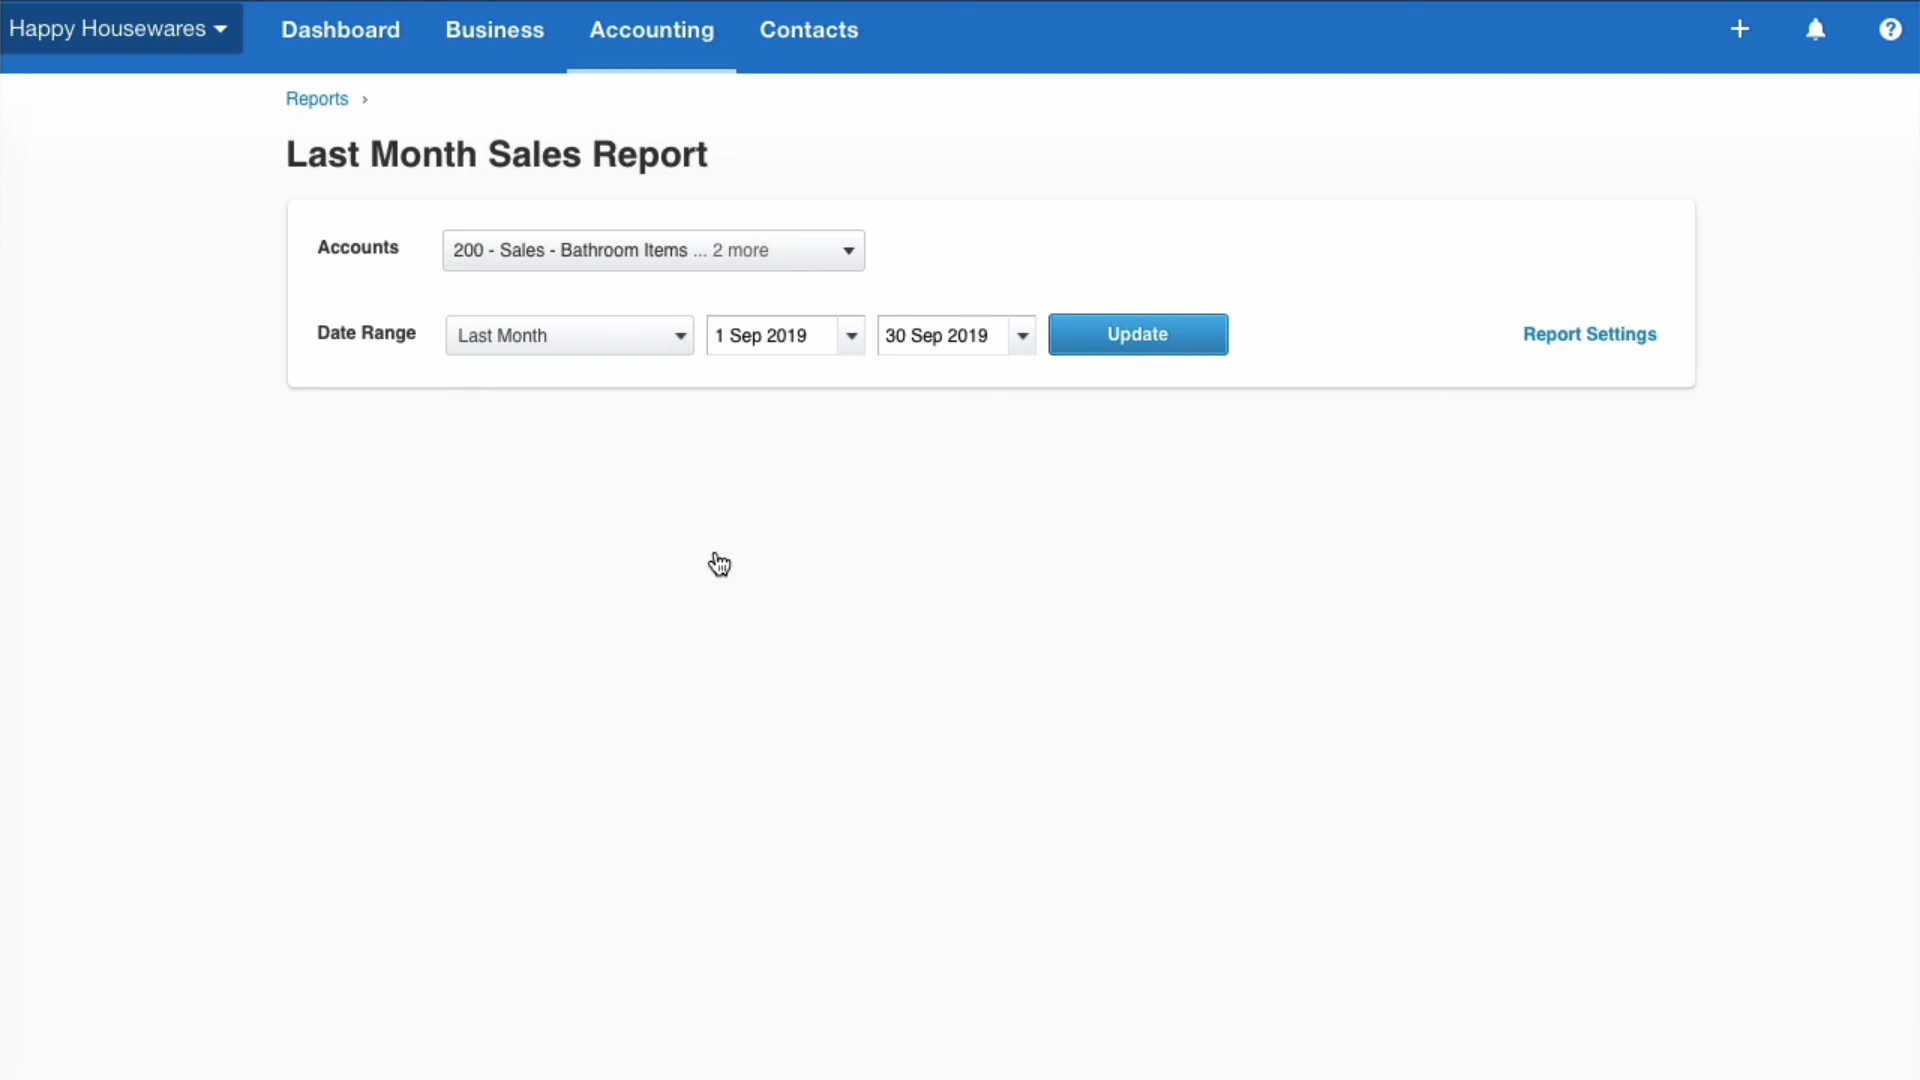 Happy Housewares Dashboard Business Accounting Contacts
Reports ›
Last Month Sales Report
Accounts 200 - Sales - Bathroom Items ... 2 more
Date Range Last Month 1 Sep 2019 30 Sep 2019 Update Report Settings